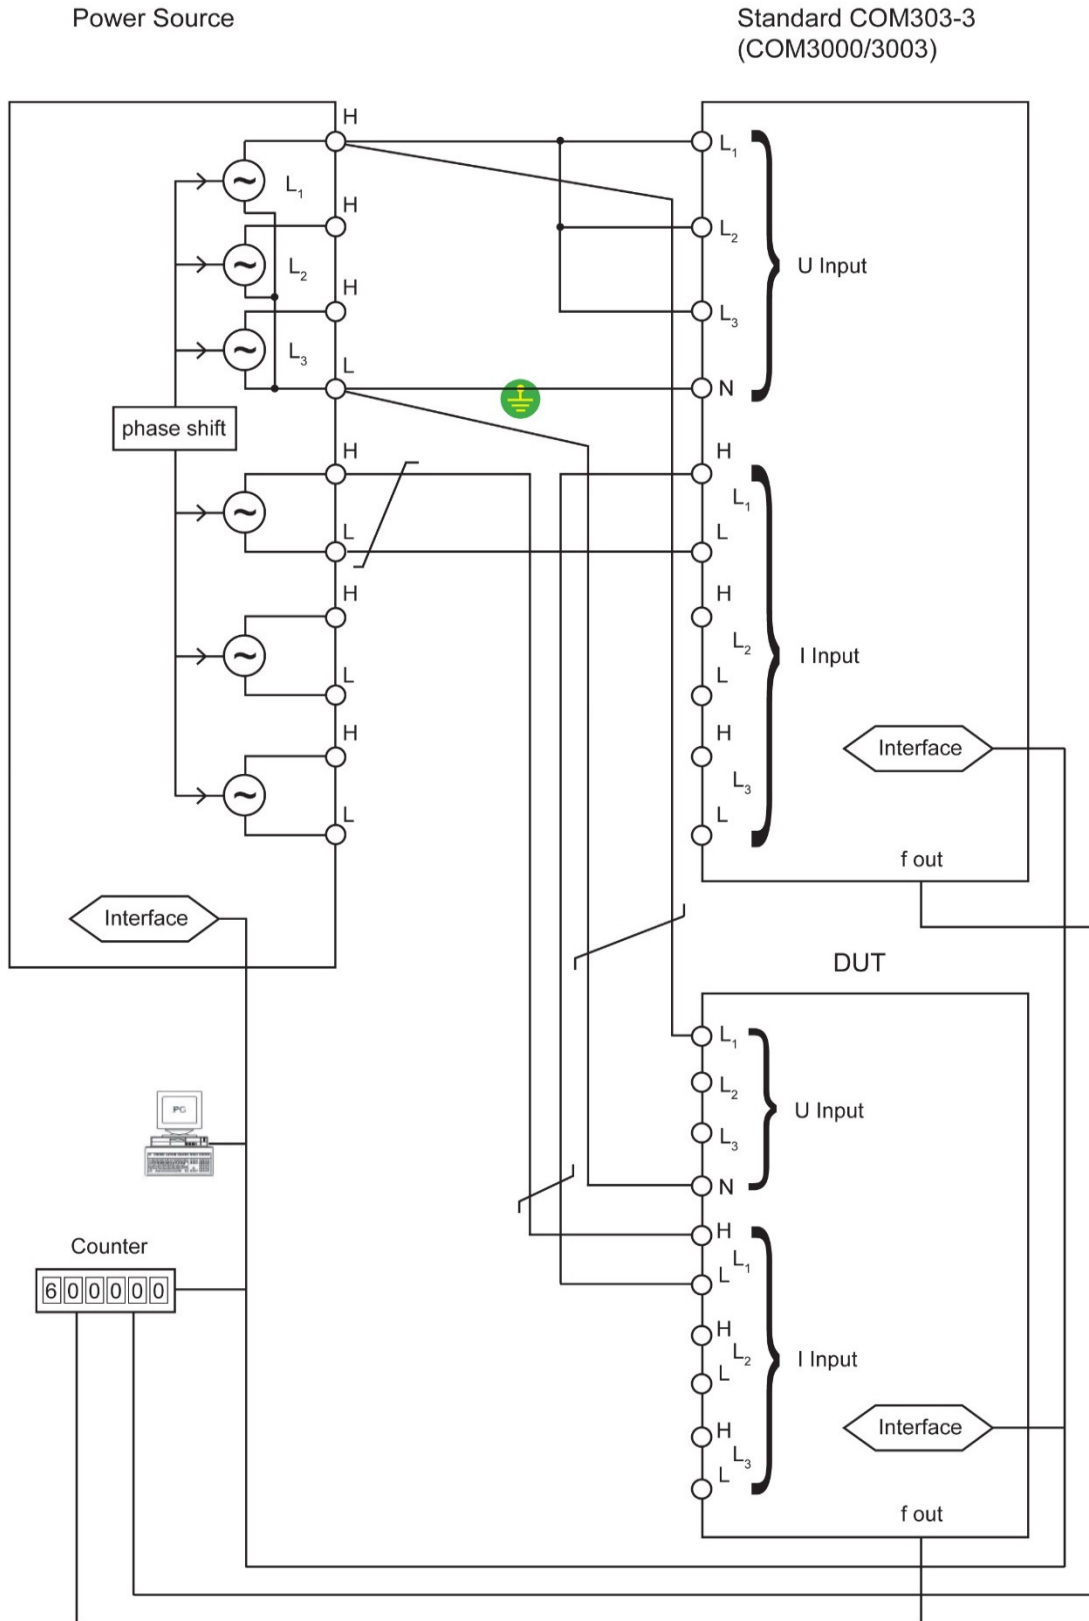 Power Source
Standard COM303-3
(COM3000/3003)
H
L₁
H
L₂
H
L₃
L
phase shift
H
L
H
L
H
L
Interface
L₁
L₂
U Input
L₃
N
H
L₁
L
H
L₂
I Input
L
H
Interface
L₃
L
f out
DUT
L₁
L₂
U Input
L₃
N
H
L₁
L
H
L₂
I Input
L
H
Interface
L₃
L
f out
PC
Counter
600000